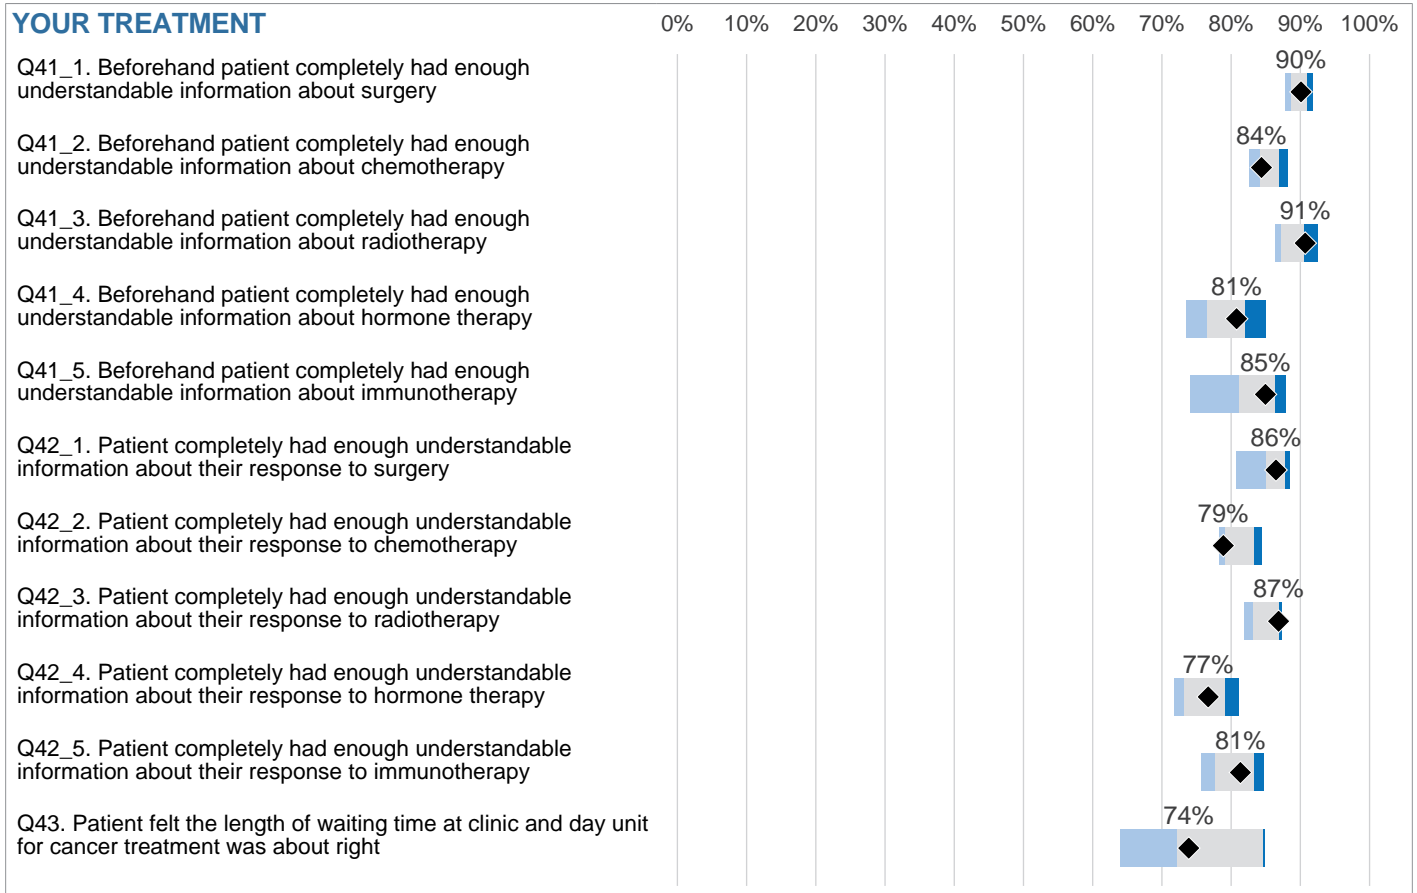 YOUR TREATMENT
0% 10% 20% 30% 40% 50% 60% 70% 80% 90% 100%
Q41_1. Beforehand patient completely had enough
understandable information about surgery
90%
Q41_2. Beforehand patient completely had enough
understandable information about chemotherapy
84%
Q41_3. Beforehand patient completely had enough
understandable information about radiotherapy
91%
Q41_4. Beforehand patient completely had enough
understandable information about hormone therapy
81%
Q41_5. Beforehand patient completely had enough
understandable information about immunotherapy
85%
Q42_1. Patient completely had enough understandable
information about their response to surgery
86%
Q42_2. Patient completely had enough understandable
information about their response to chemotherapy
79%
Q42_3. Patient completely had enough understandable
information about their response to radiotherapy
87%
Q42_4. Patient completely had enough understandable
information about their response to hormone therapy
77%
Q42_5. Patient completely had enough understandable
information about their response to immunotherapy
81%
Q43. Patient felt the length of waiting time at clinic and day unit
for cancer treatment was about right
74%